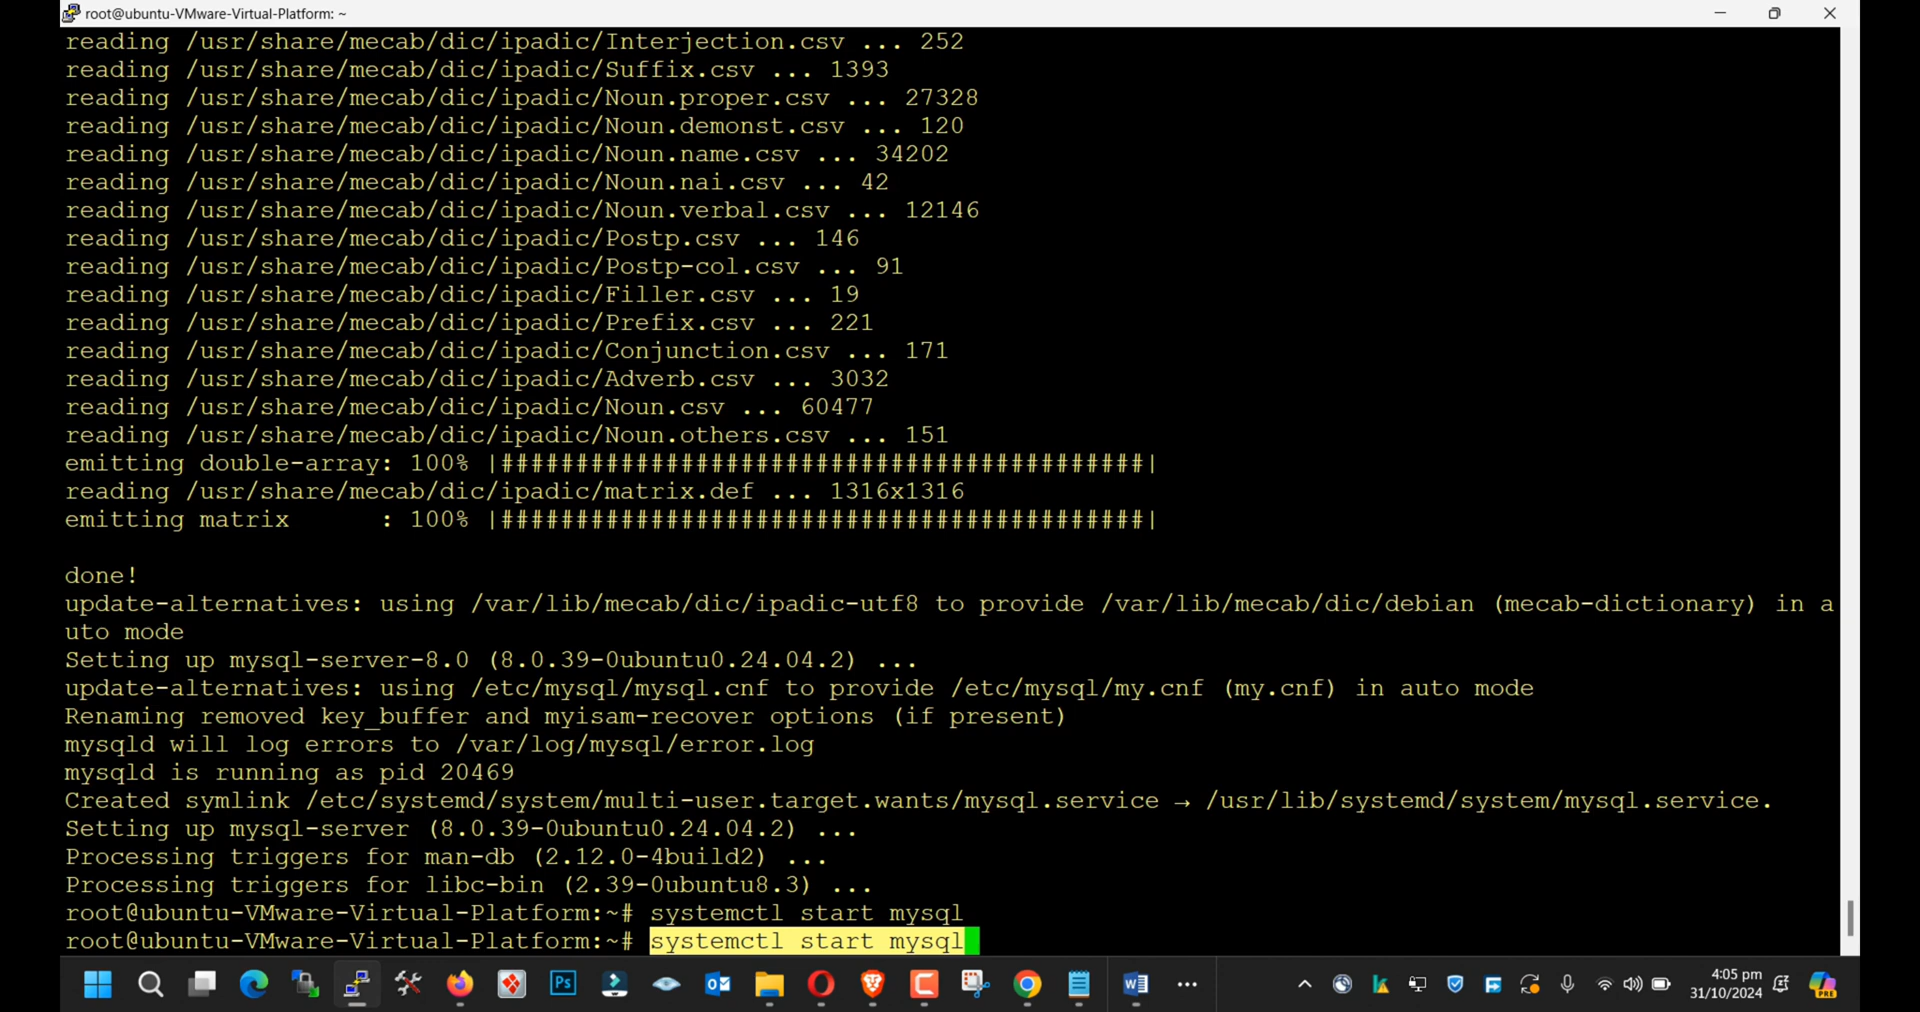 root@ubuntu-VMware-Virtual-Platform: ~
reading /usr/share/mecab/dic/ipadic/Interjection.csv ... 252
reading /usr/share/mecab/dic/ipadic/Suffix.csv ... 1393
reading /usr/share/mecab/dic/ipadic/Noun.proper.csv ... 27328
reading /usr/share/mecab/dic/ipadic/Noun.demonst.csv ... 120
reading /usr/share/mecab/dic/ipadic/Noun.name.csv ... 34202
reading /usr/share/mecab/dic/ipadic/Noun.nai.csv ... 42
reading /usr/share/mecab/dic/ipadic/Noun.verbal.csv ... 12146
reading /usr/share/mecab/dic/ipadic/Postp.csv ... 146
reading /usr/share/mecab/dic/ipadic/Postp-col.csv ... 91
reading /usr/share/mecab/dic/ipadic/Filler.csv ... 19
reading /usr/share/mecab/dic/ipadic/Prefix.csv ... 221
reading /usr/share/mecab/dic/ipadic/Conjunction.csv ... 171
reading /usr/share/mecab/dic/ipadic/Adverb.csv ... 3032
reading /usr/share/mecab/dic/ipadic/Noun.csv ... 60477
reading /usr/share/mecab/dic/ipadic/Noun.others.csv ... 151
emitting double-array: 100% |###########################################|
reading /usr/share/mecab/dic/ipadic/matrix.def ... 1316x1316
emitting matrix      : 100% |###########################################|
done!
update-alternatives: using /var/lib/mecab/dic/ipadic-utf8 to provide /var/lib/mecab/dic/debian (mecab-dictionary) in a
uto mode
Setting up mysql-server-8.0 (8.0.39-0ubuntu0.24.04.2) ...
update-alternatives: using /etc/mysql/mysql.cnf to provide /etc/mysql/my.cnf (my.cnf) in auto mode
Renaming removed key_buffer and myisam-recover options (if present)
mysqld will log errors to /var/log/mysql/error.log
mysqld is running as pid 20469
Created symlink /etc/systemd/system/multi-user.target.wants/mysql.service → /usr/lib/systemd/system/mysql.service.
Setting up mysql-server (8.0.39-0ubuntu0.24.04.2) ...
Processing triggers for man-db (2.12.0-4build2) ...
Processing triggers for libc-bin (2.39-0ubuntu8.3) ...
root@ubuntu-VMware-Virtual-Platform:~# systemctl start mysql
root@ubuntu-VMware-Virtual-Platform:~# systemctl start mysql
Ps
4:05 pm
31/10/2024
PRE